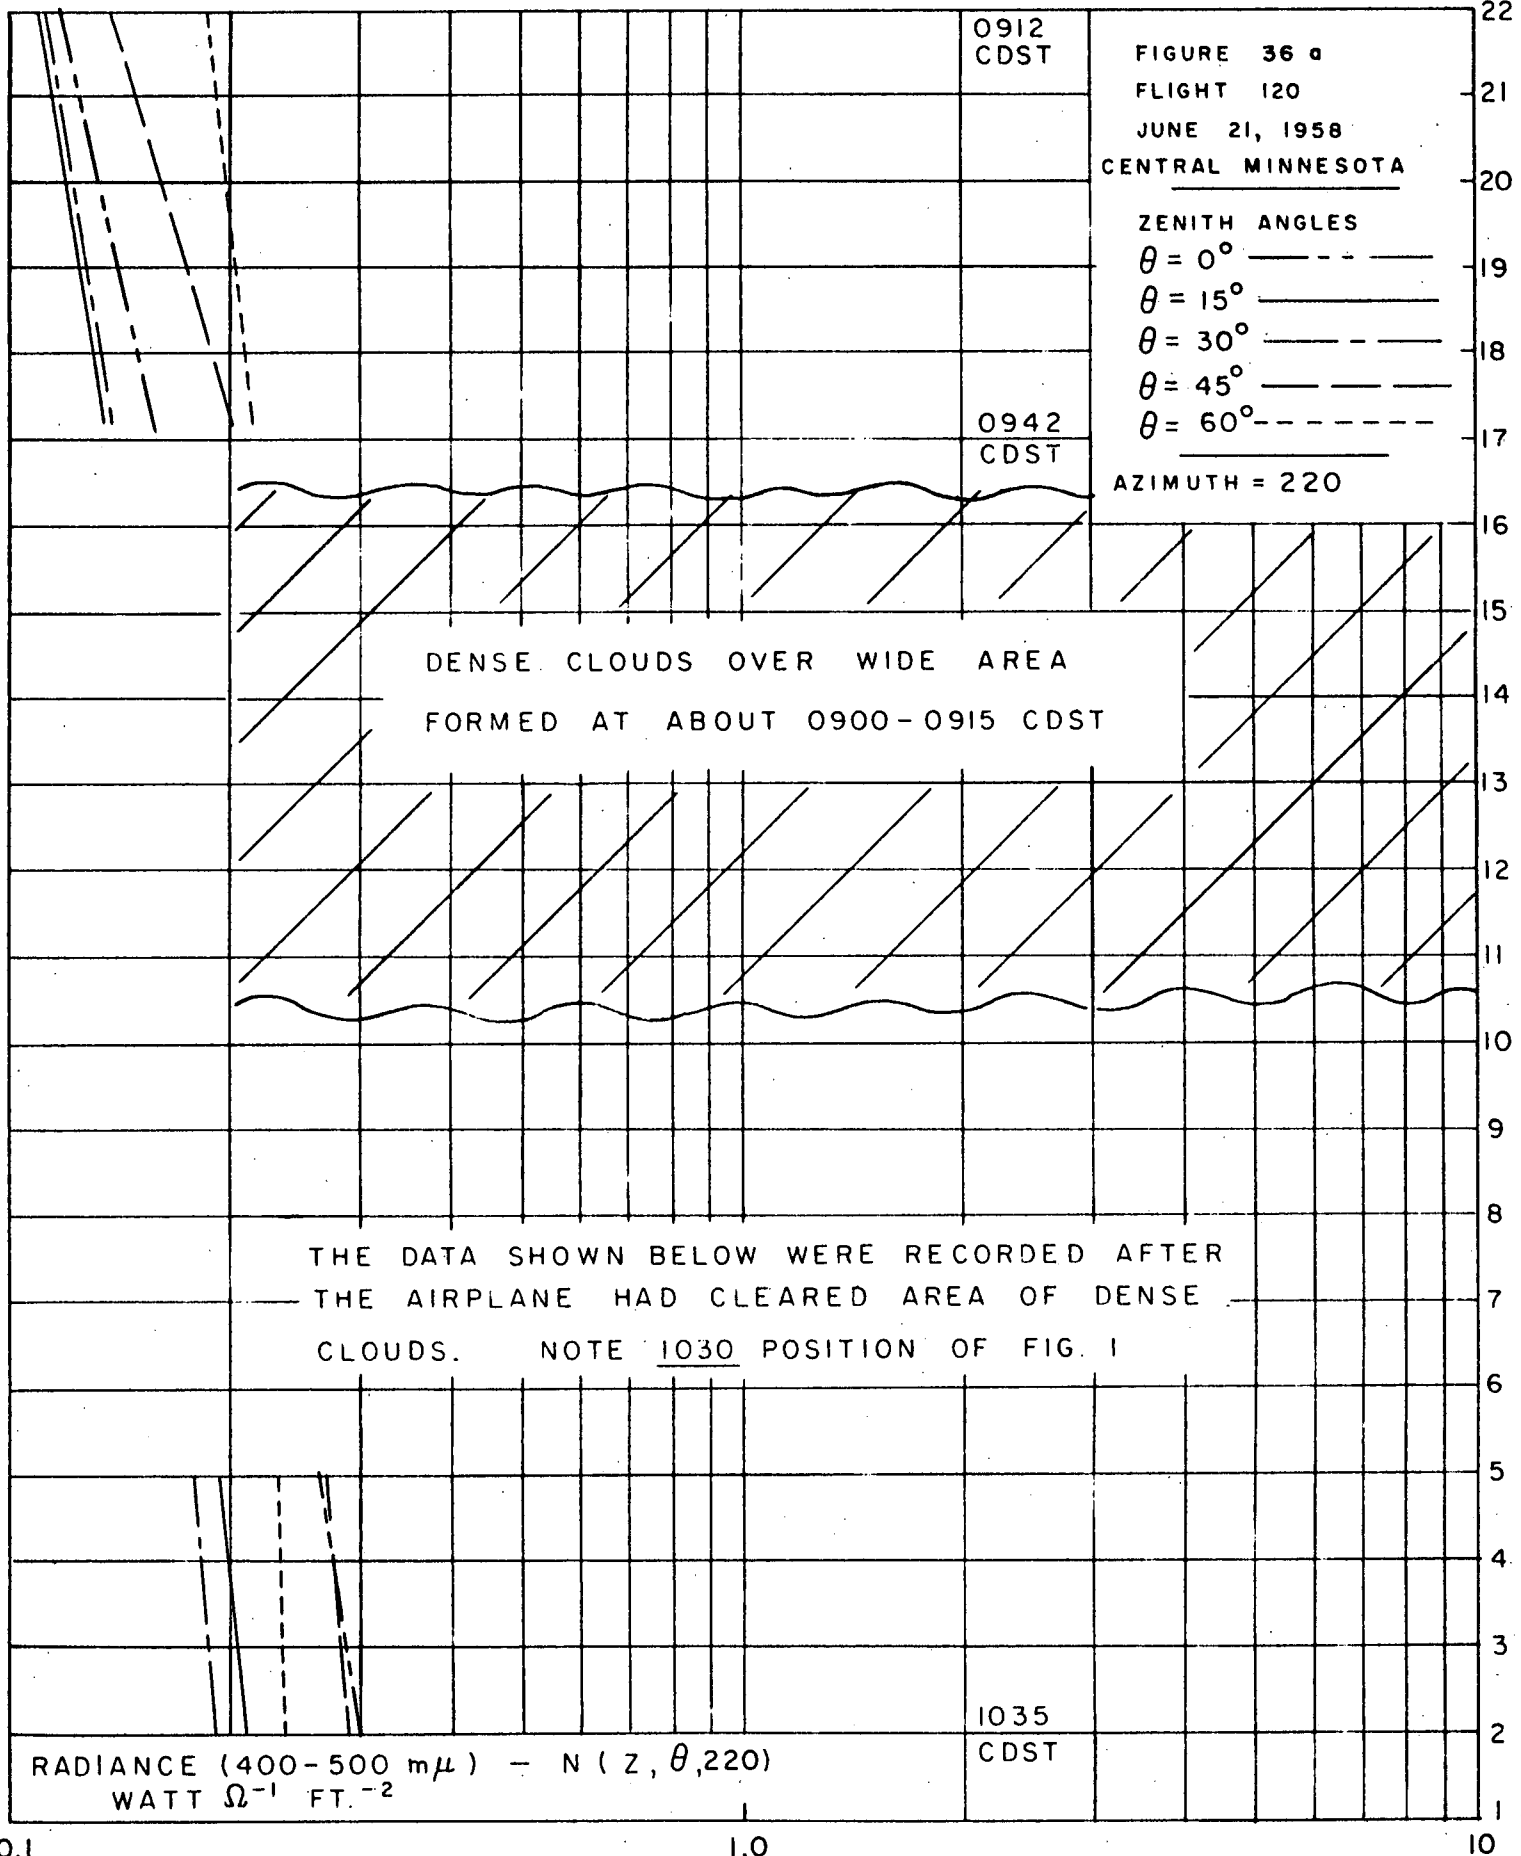 0912
CDST
FIGURE 36 a
FLIGHT 120
JUNE 21, 1958
CENTRAL MINNESOTA
ZENITH ANGLES
θ = 0°
θ = 15°
θ = 30°
θ = 45°
θ = 60°
AZIMUTH = 220
0942
CDST
22
21
20
19
18
17
16
15
14
13
12
11
10
9
8
7
6
5
4
3
2
1
DENSE CLOUDS OVER WIDE AREA
FORMED AT ABOUT 0900-0915 CDST
THE DATA SHOWN BELOW WERE RECORDED AFTER
THE AIRPLANE HAD CLEARED AREA OF DENSE
CLOUDS. NOTE 1030 POSITION OF FIG. 1
1035
CDST
RADIANCE (400-500 mμ) - N ( Z, θ,220)
WATT Ω⁻¹ FT.⁻²
0.1 1.0 10